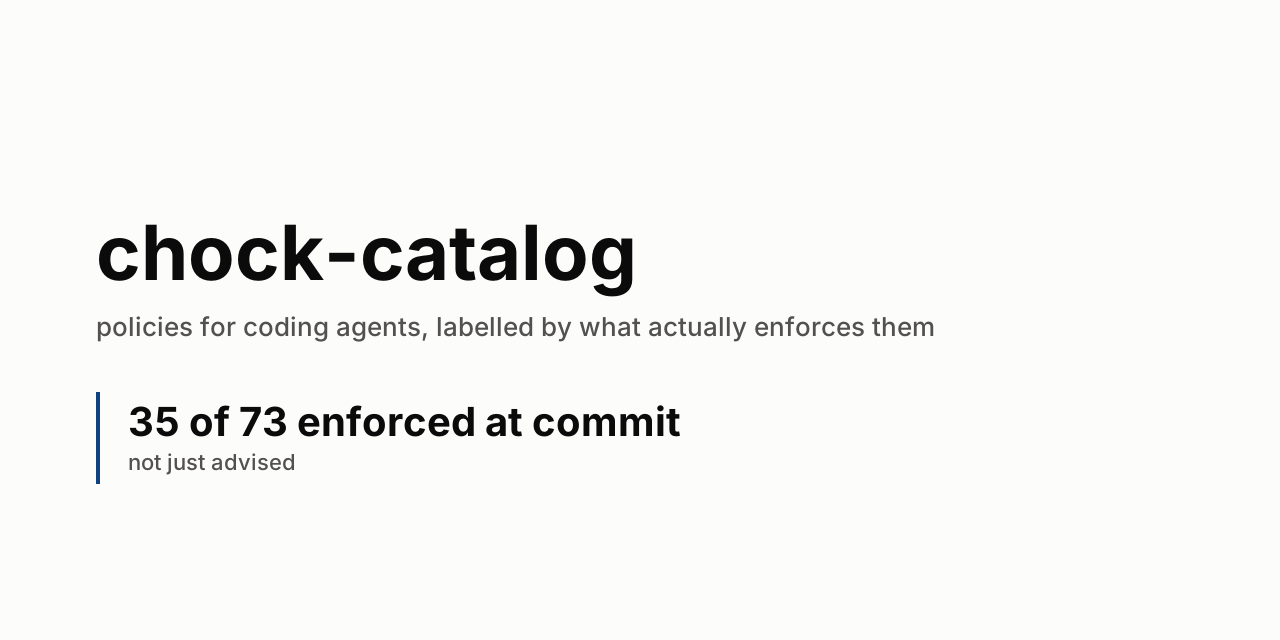 chock-catalog
policies for coding agents, labelled by what actually enforces them
35 of 73 enforced at commit
not just advised